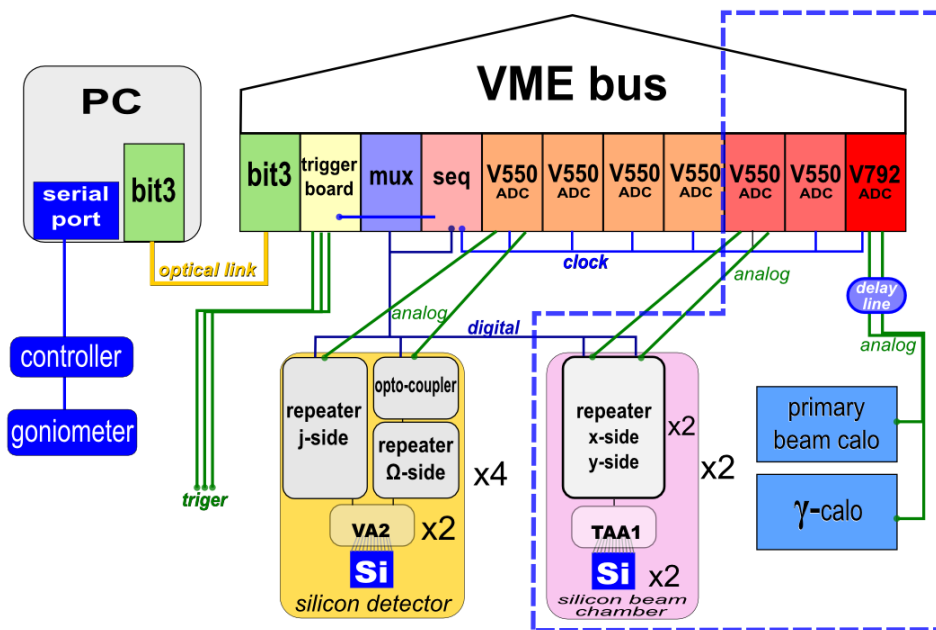 VME bus
PC
bit3
serial
port
bit3
trigger
board
mux
seq
V550
ADC
V550
ADC
V550
ADC
V550
ADC
V550
ADC
V550
ADC
V792
ADC
optical link
clock
analog
analog
delay
line
analog
digital
controller
goniometer
triger
repeater
j-side
opto-coupler
repeater
Ω-side
x4
VA2
x2
Si
silicon detector
repeater
x-side
y-side
x2
x2
TAA1
Si
x2
silicon beam
chamber
primary
beam calo
γ-calo